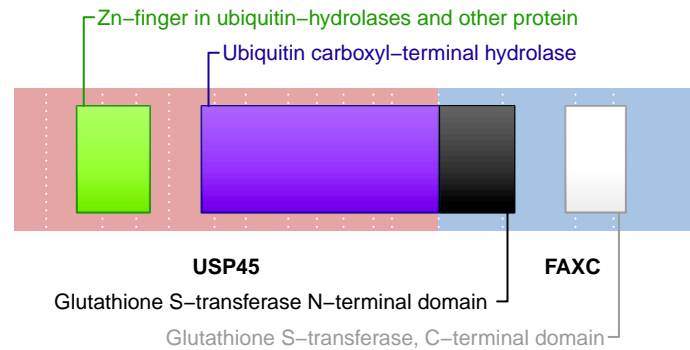 Zn−finger in ubiquitin−hydrolases and other protein
Ubiquitin carboxyl−terminal hydrolase
USP45 FAXC
Glutathione S−transferase N−terminal domain
Glutathione S−transferase, C−terminal domain